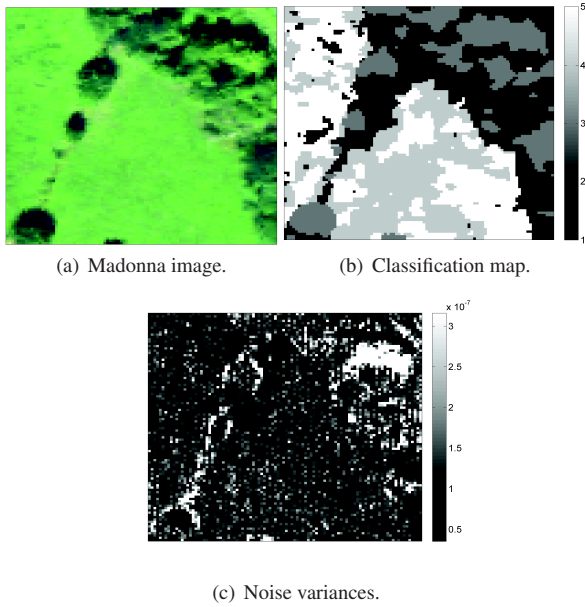 5
4
3
2
1
(a) Madonna image.
(b) Classification map.
x 10⁻⁷
3
2.5
2
1.5
1
0.5
(c) Noise variances.